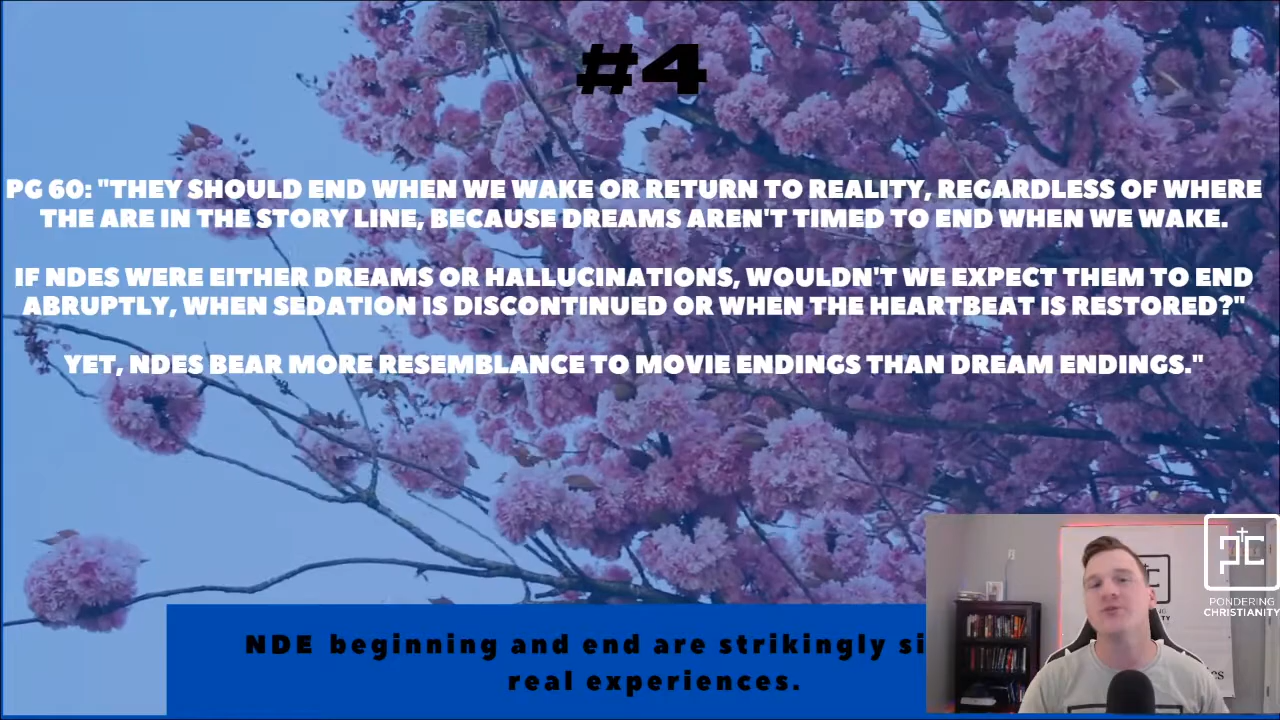 #4
PG 60: "THEY SHOULD END WHEN WE WAKE OR RETURN TO REALITY, REGARDLESS OF WHERE
THE ARE IN THE STORY LINE, BECAUSE DREAMS AREN'T TIMED TO END WHEN WE WAKE.
IF NDES WERE EITHER DREAMS OR HALLUCINATIONS, WOULDN'T WE EXPECT THEM TO END
ABRUPTLY, WHEN SEDATION IS DISCONTINUED OR WHEN THE HEARTBEAT IS RESTORED?"
YET, NDES BEAR MORE RESEMBLANCE TO MOVIE ENDINGS THAN DREAM ENDINGS."
NDE beginning and end are strikingly si
real experiences.
PONDERING
CHRISTIANITY